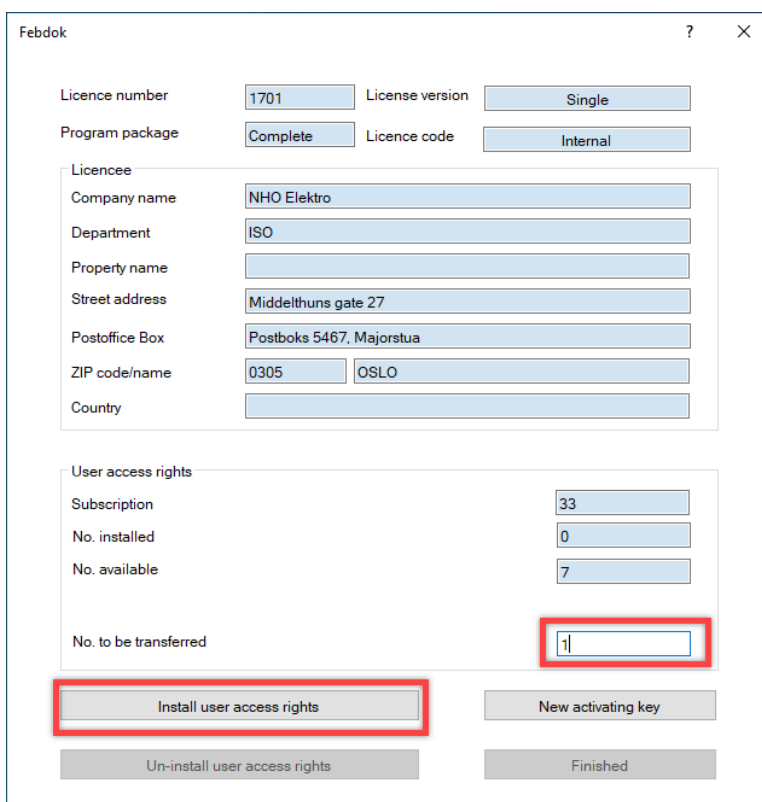 Febdok ?
Licence number 1701 License version Single
Program package Complete Licence code Internal
Licencee
Company name NHO Elektro
Department ISO
Property name
Street address Middelthuns gate 27
Postoffice Box Postboks 5467, Majorstua
ZIP code/name 0305 OSLO
Country
User access rights
Subscription 33
No. installed 0
No. available 7
No. to be transferred 1
Install user access rights New activating key
Un-install user access rights Finished